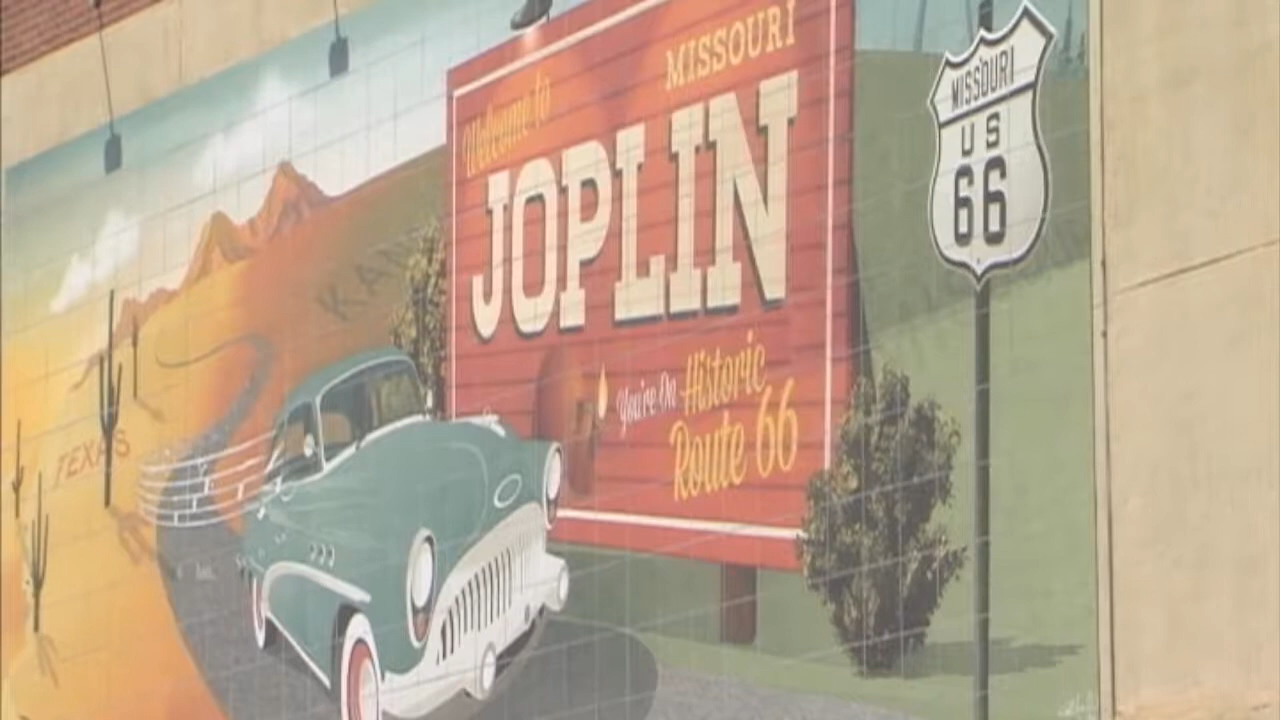 Welcome to
MISSOURI
JOPLIN
You're On Historic
Route 66
MISSOURI
US
66
TEXAS